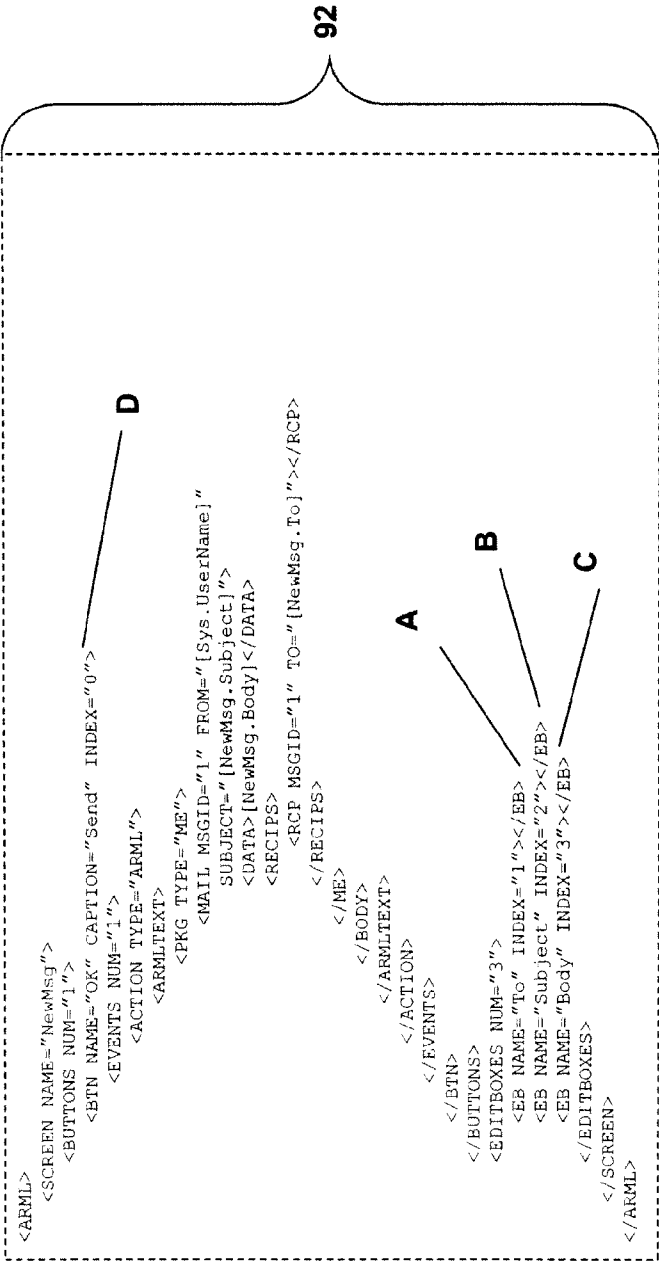 <ARML>
<SCREEN NAME="NewMsg">
<BUTTONS NUM="1">
<BTN NAME="OK" CAPTION="Send" INDEX="0">
<EVENTS NUM="1">
<ACTION TYPE="ARML">
<ARMLTEXT>
<PKG TYPE="ME">
<MAIL MSGID="1" FROM="[Sys.UserName]"
SUBJECT="[NewMsg.Subject]">
<DATA>[NewMsg.Body]</DATA>
<RECIPS>
<RCP MSGID="1" TO="[NewMsg.To]"></RCP>
</RECIPS>
</ME>
</BODY>
</ARMLTEXT>
</ACTION>
</EVENTS>
</BTN>
</BUTTONS>
<EDITBOXES NUM="3">
<EB NAME="To" INDEX="1"></EB>
<EB NAME="Subject" INDEX="2"></EB>
<EB NAME="Body" INDEX="3"></EB>
</EDITBOXES>
</SCREEN>
</ARML>
D
A
B
C
92